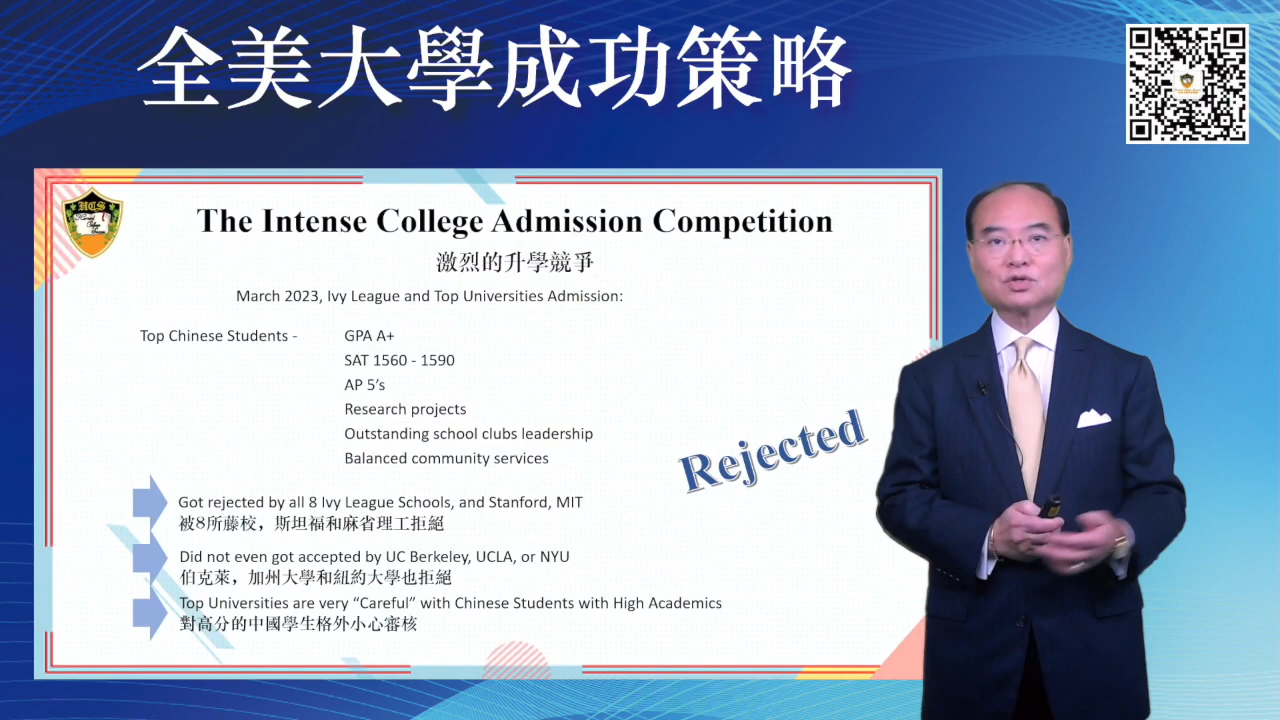 全美大學成功策略
HCS
The Intense College Admission Competition
激烈的升學競爭
March 2023, Ivy League and Top Universities Admission:
Top Chinese Students - GPA A+
SAT 1560 - 1590
AP 5’s
Research projects
Outstanding school clubs leadership
Balanced community services
Rejected
Got rejected by all 8 Ivy League Schools, and Stanford, MIT
被8所藤校，斯坦福和麻省理工拒絕
Did not even got accepted by UC Berkeley, UCLA, or NYU
伯克萊，加州大學和紐約大學也拒絕
Top Universities are very “Careful” with Chinese Students with High Academics
對高分的中國學生格外小心審核